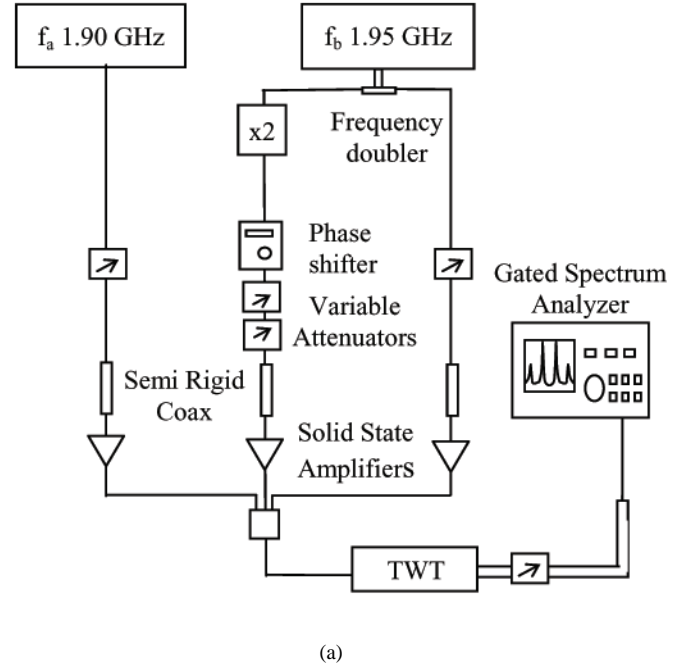 fa 1.90 GHz
fb 1.95 GHz
x2
Frequency
doubler
Phase
shifter
Variable
Attenuators
Gated Spectrum
Analyzer
Semi Rigid
Coax
Solid State
Amplifiers
TWT
(a)